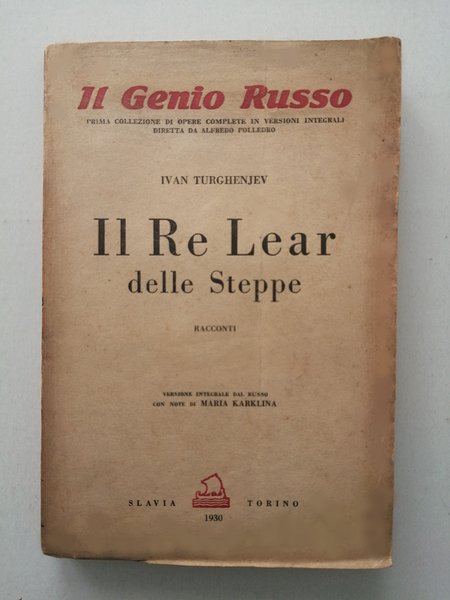 Il Genio Russo
PRIMA COLLEZIONE DI OPERE COMPLETE IN VERSIONI INTEGRALI
DIRETTA DA ALFREDO POLLEDRO
IVAN TURGHENJEV
Il Re Lear
delle Steppe
RACCONTI
VERSIONE INTEGRALE DAL RUSSO
CON NOTE DI MARIA KARKLINA
SLAVIA TORINO
1930